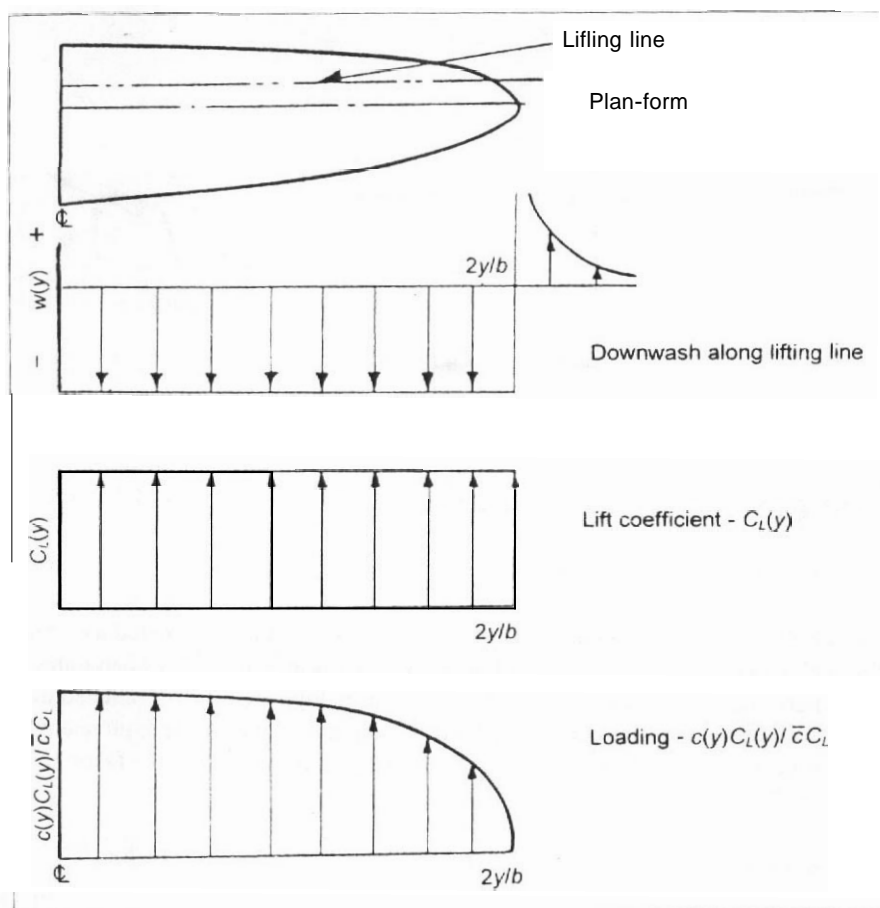 Lifling line
Plan-form
℄
w(y)
+
−
2y/b
Downwash along lifting line
C_L(y)
Lift coefficient - C_L(y)
2y/b
c(y)C_L(y)/c̅C_L
Loading - c(y)C_L(y)/c̅C_L
℄
2y/b